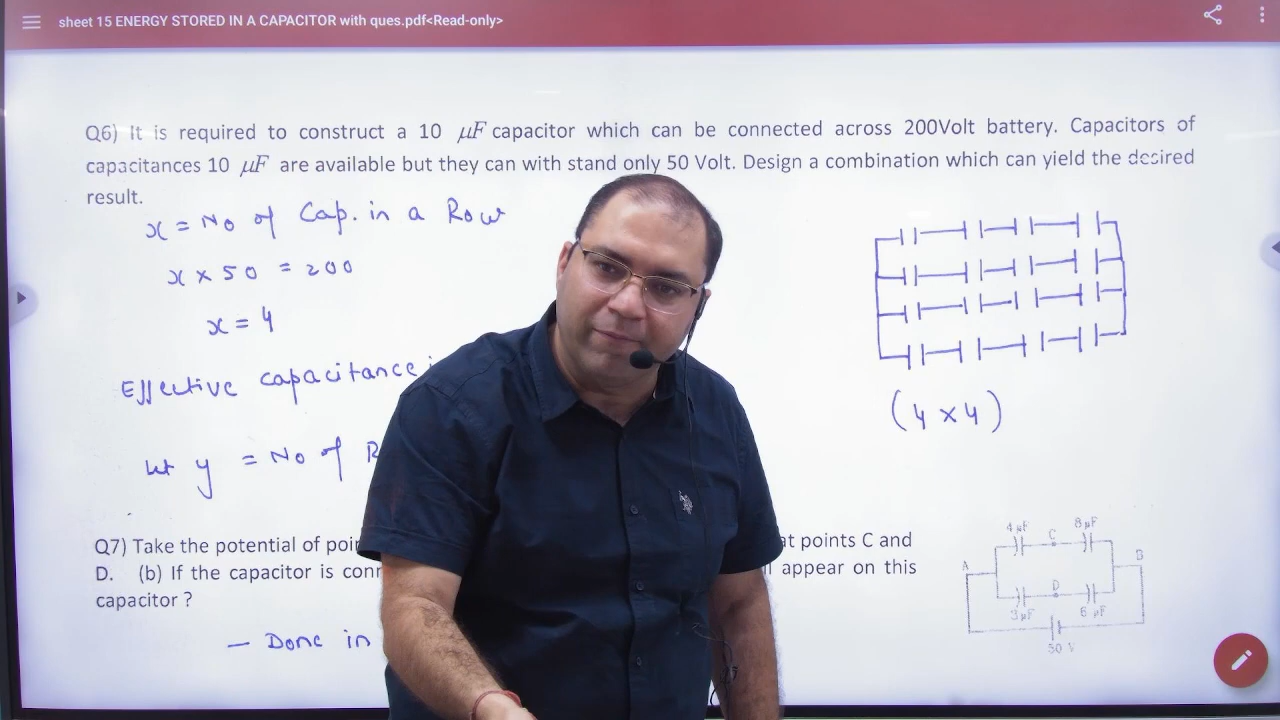 sheet 15 ENERGY STORED IN A CAPACITOR with ques.pdf<Read-only>
Q6) It is required to construct a 10 μF capacitor which can be connected across 200Volt battery. Capacitors of
capacitances 10 μF are available but they can with stand only 50 Volt. Design a combination which can yield the desired
result.
x = No of Cap. in a Row
x × 50 = 200
x = 4
Effective capacitance
let y = No of R
(4 × 4)
Q7) Take the potential of poin at points C and
D. (b) If the capacitor is conn appear on this
capacitor ?
— Done in
4 μF 8 μF
C
A B
D
3 μF 6 μF
50 V